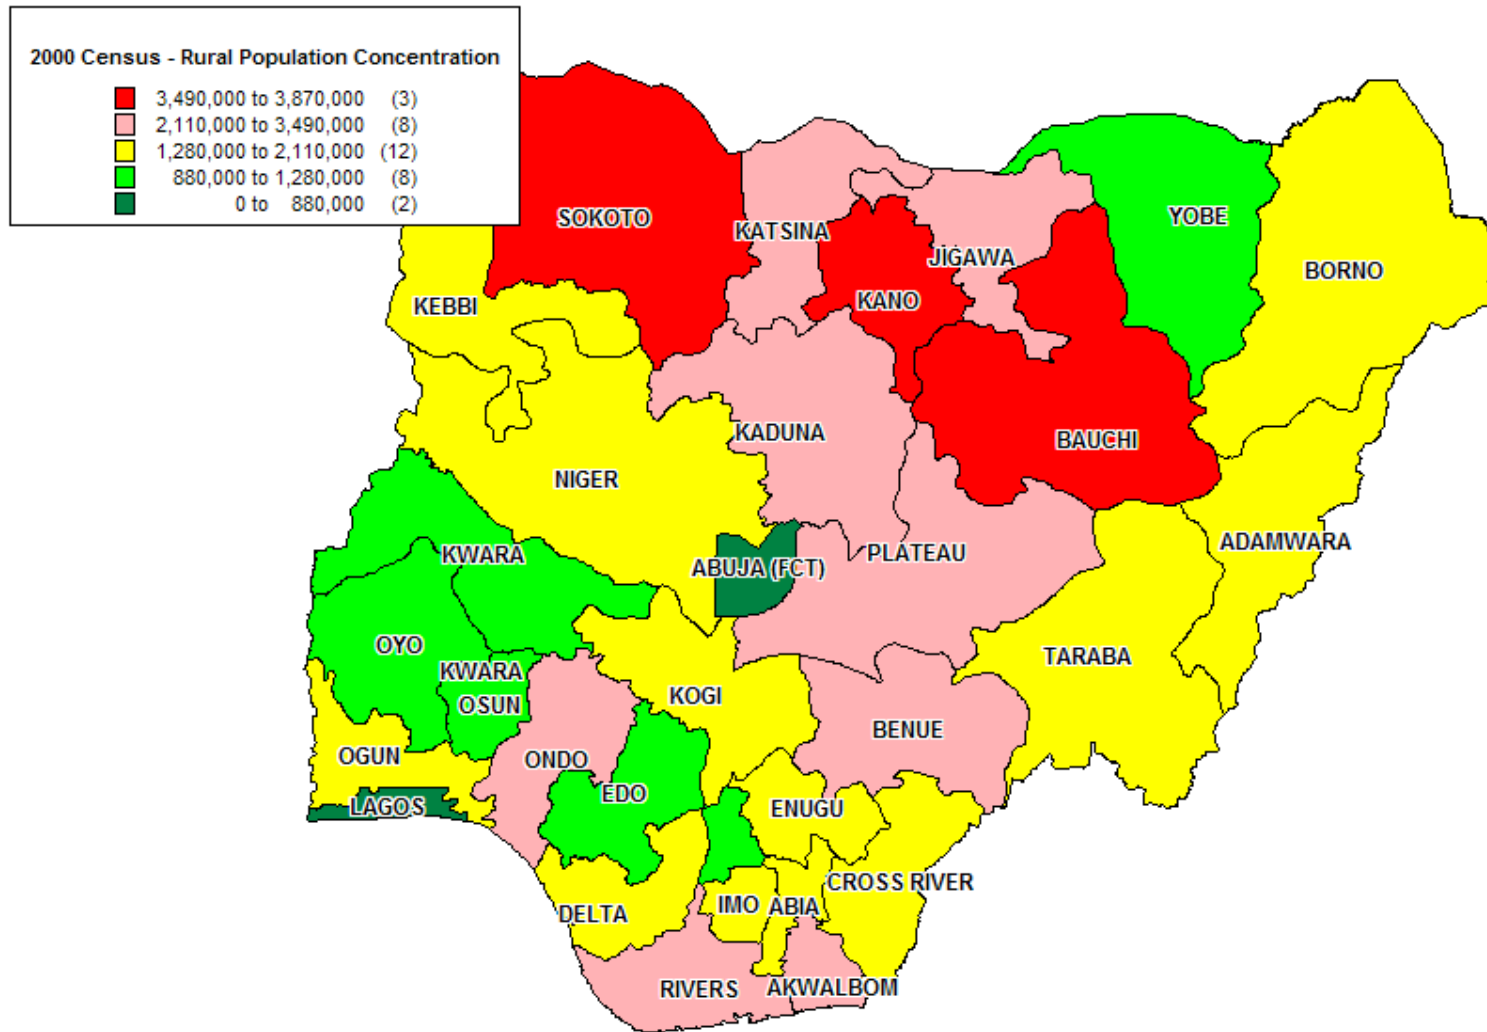 2000 Census - Rural Population Concentration
3,490,000 to 3,870,000 (3)
2,110,000 to 3,490,000 (8)
1,280,000 to 2,110,000 (12)
880,000 to 1,280,000 (8)
0 to 880,000 (2)
SOKOTO
YOBE
KATSINA
JIGAWA
BORNO
KEBBI
KANO
KADUNA
BAUCHI
NIGER
ADAMWARA
KWARA
PLATEAU
ABUJA (FCT)
OYO
TARABA
KWARA
KOGI
OSUN
BENUE
OGUN
ONDO
EDO
LAGOS
ENUGU
CROSS RIVER
IMO
ABIA
DELTA
RIVERS
AKWALBOM